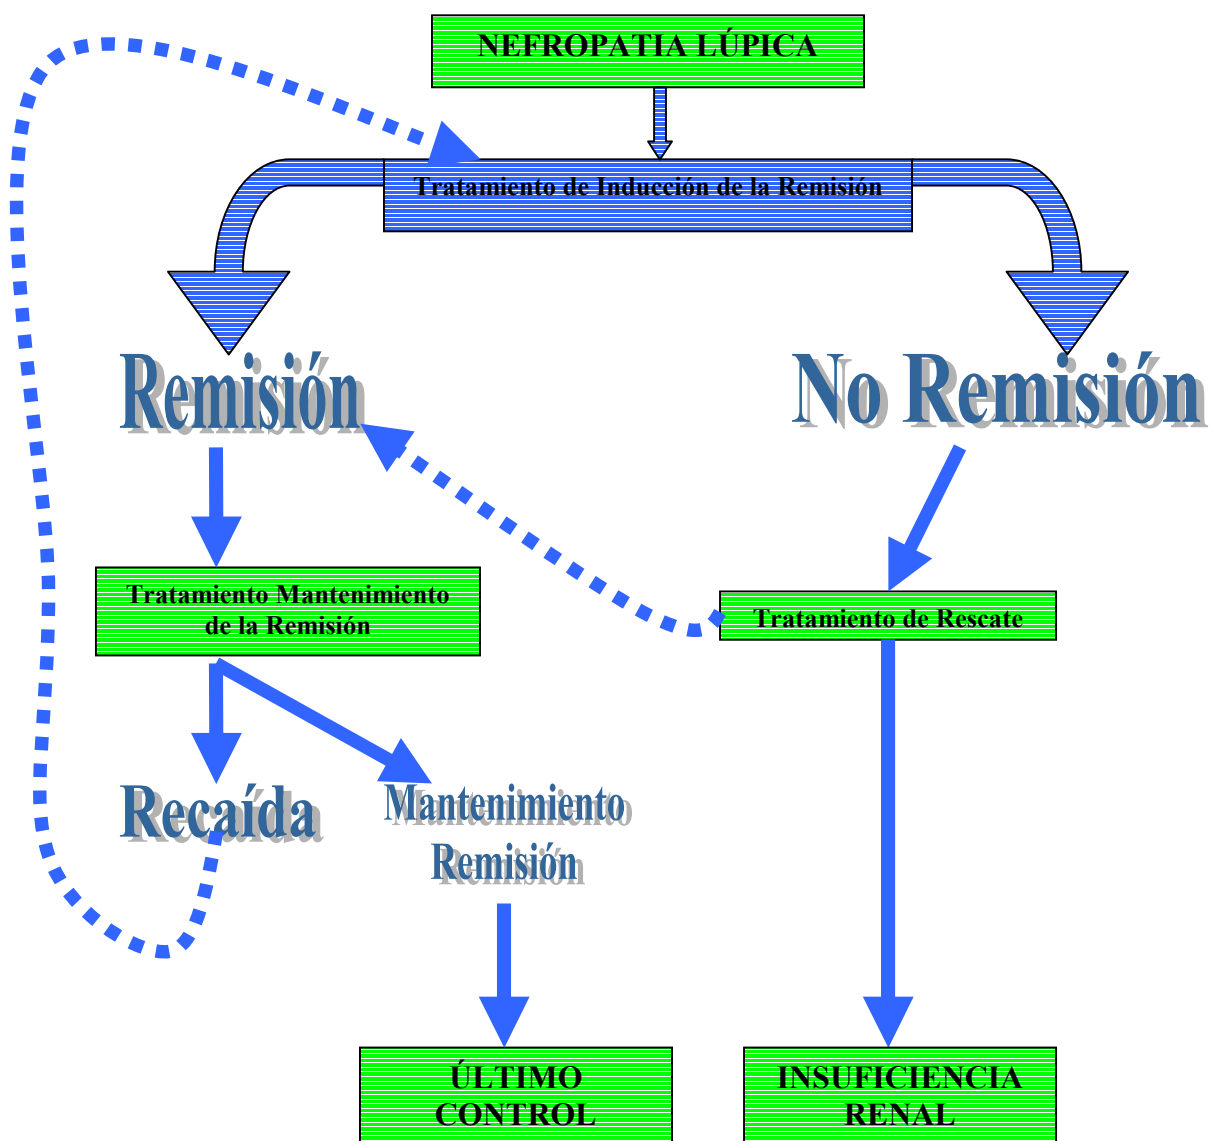 NEFROPATIA LÚPICA
Tratamiento de Inducción de la Remisión
Remisión
No Remisión
Tratamiento Mantenimiento
de la Remisión
Tratamiento de Rescate
Recaída
Mantenimiento
Remisión
ÚLTIMO
CONTROL
INSUFICIENCIA
RENAL